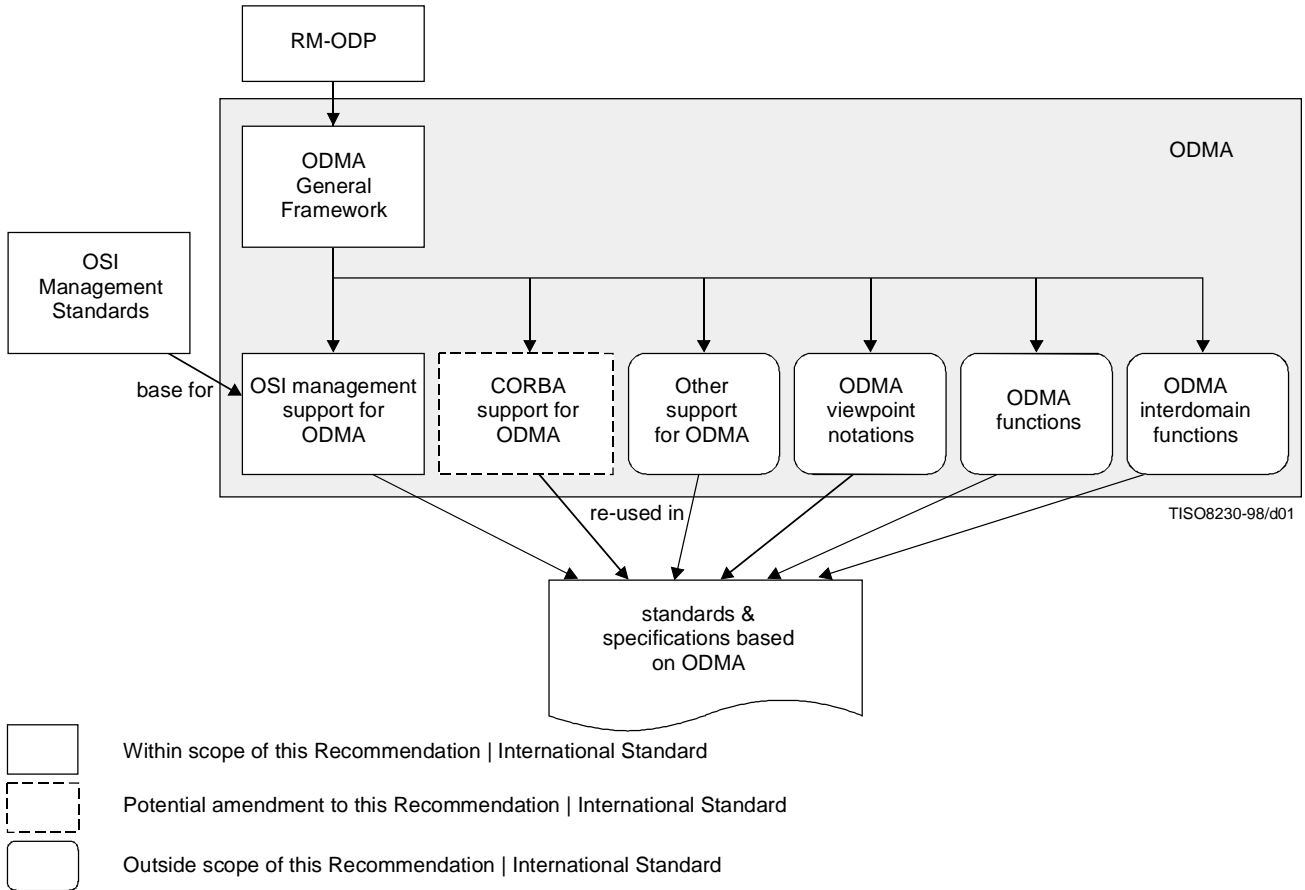 RM-ODP
ODMA
General
Framework
ODMA
OSI
Management
Standards
base for
OSI management
support for
ODMA
CORBA
support for
ODMA
Other
support
for ODMA
ODMA
viewpoint
notations
ODMA
functions
ODMA
interdomain
functions
re-used in
TISO8230-98/d01
standards &
specifications based
on ODMA
Within scope of this Recommendation | International Standard
Potential amendment to this Recommendation | International Standard
Outside scope of this Recommendation | International Standard